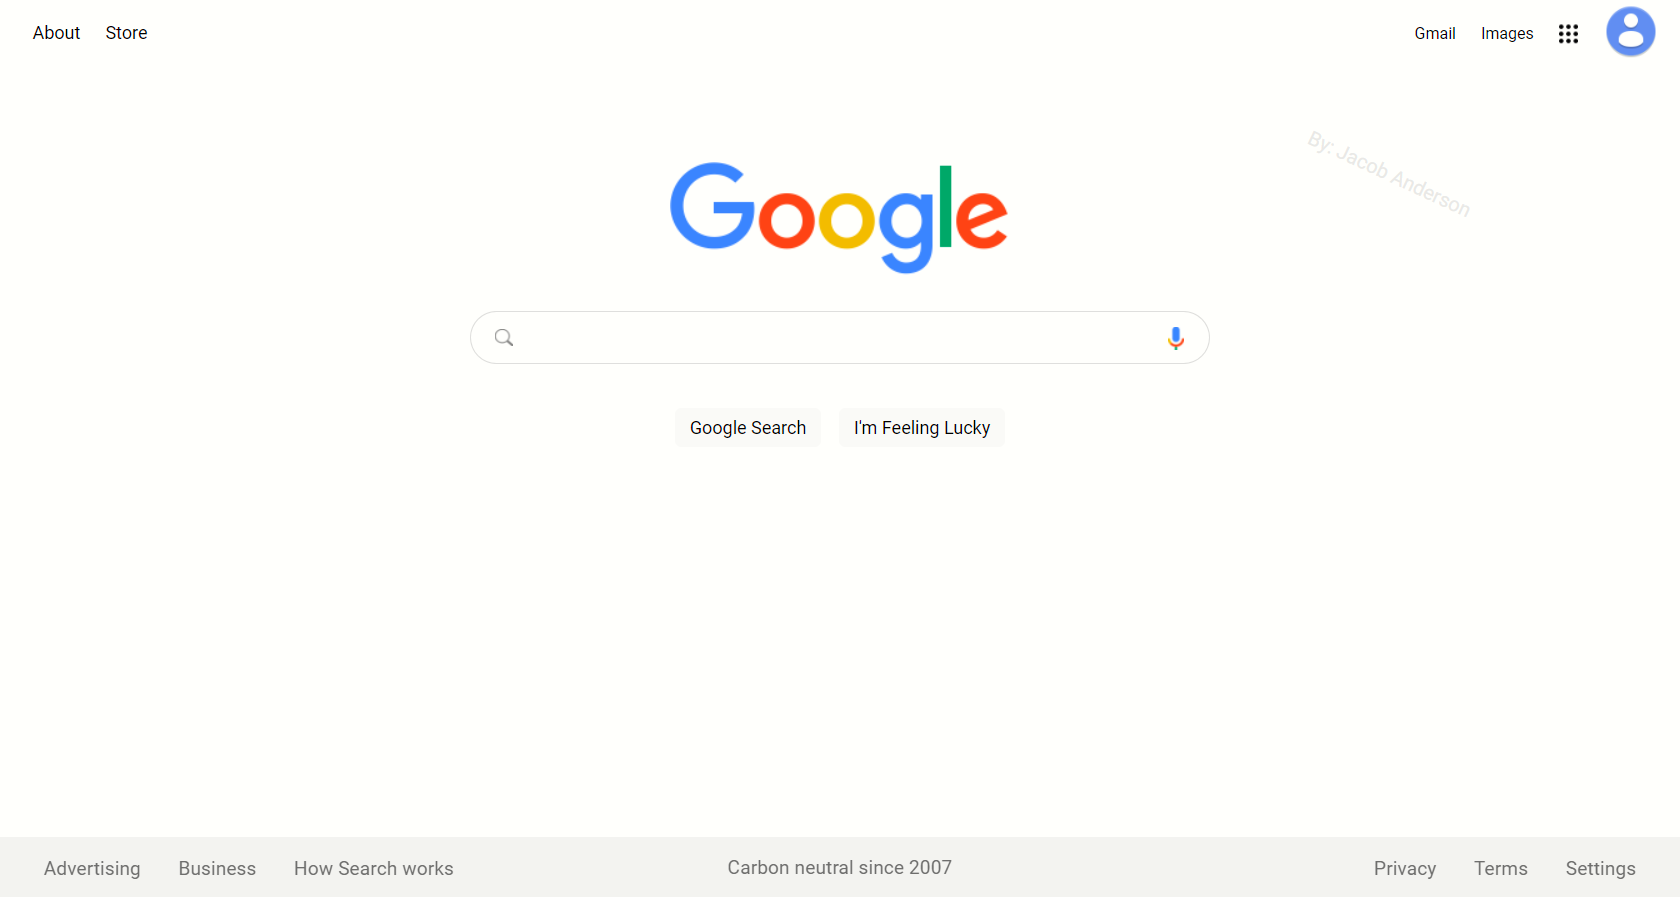 About Store
Gmail Images
By: Jacob Anderson
Google
Google Search
I'm Feeling Lucky
Advertising Business How Search works
Carbon neutral since 2007
Privacy Terms Settings